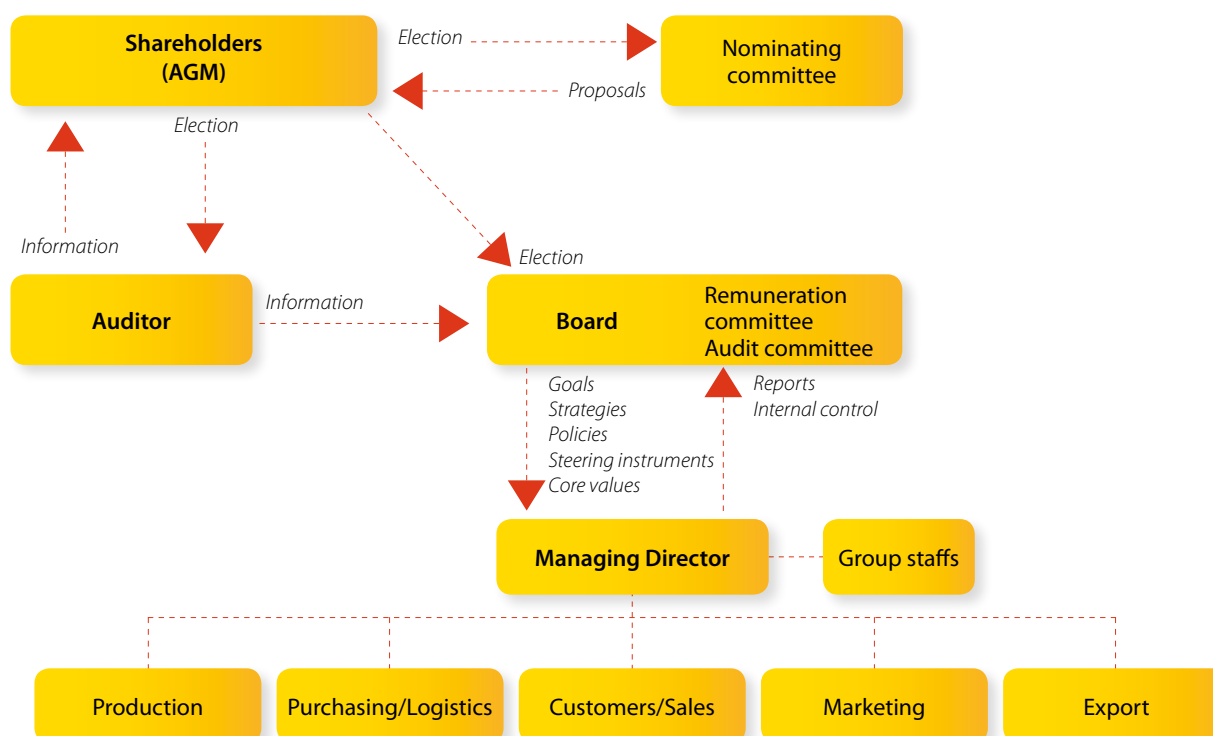 Shareholders
(AGM)
Election
Nominating
committee
Proposals
Election
Information
Election
Auditor
Information
Board
Remuneration
committee
Audit committee
Goals
Strategies
Policies
Steering instruments
Core values
Reports
Internal control
Managing Director
Group staffs
Production
Purchasing/Logistics
Customers/Sales
Marketing
Export